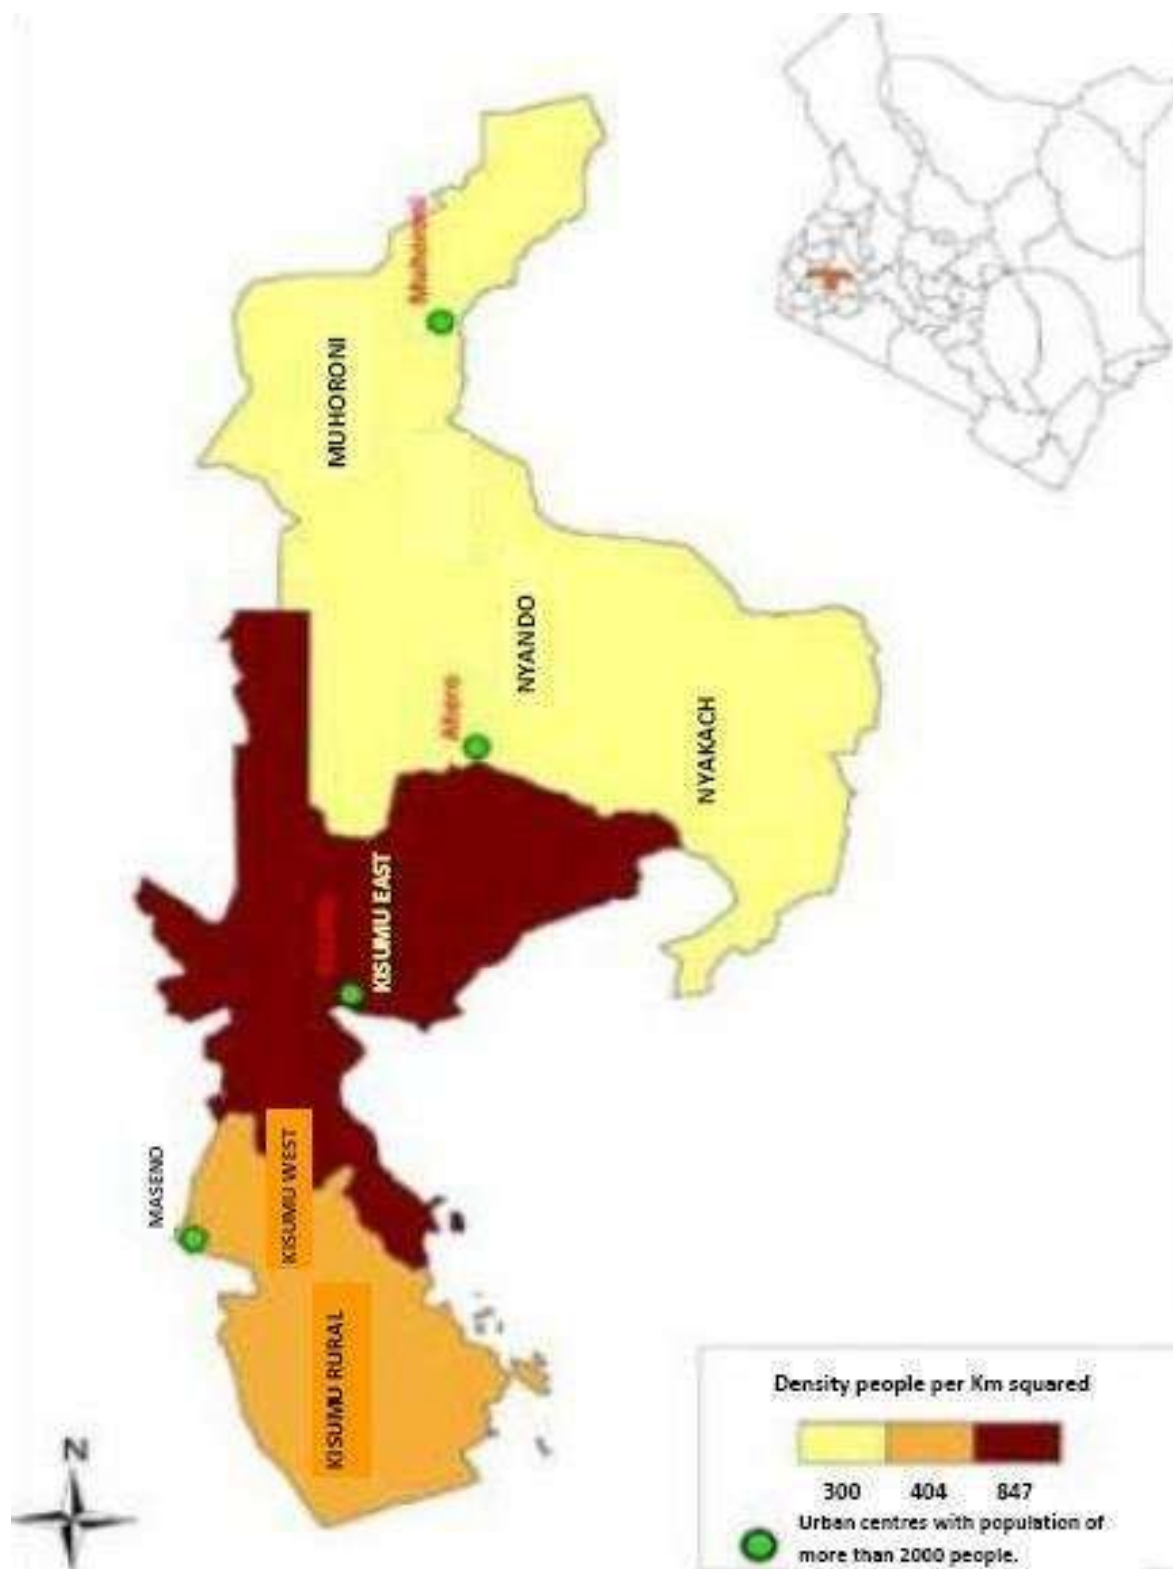 Muhoroni
MUHORONI
NYANDO
Ahero
NYAKACH
KISUMU EAST
MASENO
KISUMU WEST
KISUMU RURAL
N
Density people per Km squared
300 404 847
Urban centres with population of
more than 2000 people.